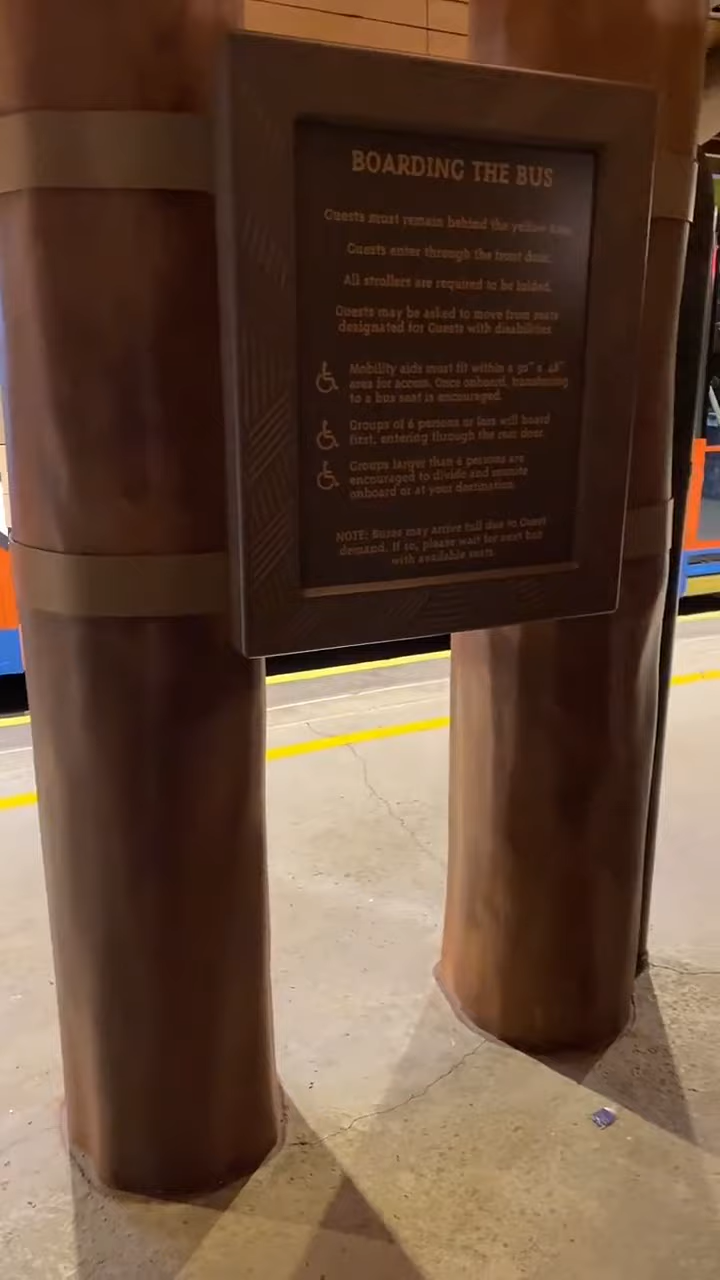 BOARDING THE BUS
Guests must remain behind the yellow line.
Guests enter through the front door.
All strollers are required to be folded.
Guests may be asked to move from seats
designated for Guests with disabilities.
Mobility aids must fit within a 30" x 48"
area for access. Once onboard, transferring
to a bus seat is encouraged.
Groups of 6 persons or less will board
first, entering through the rear door.
Groups larger than 6 persons are
encouraged to divide and reunite
onboard or at your destination.
NOTE: Buses may arrive full due to Guest
demand. If so, please wait for next bus
with available seats.